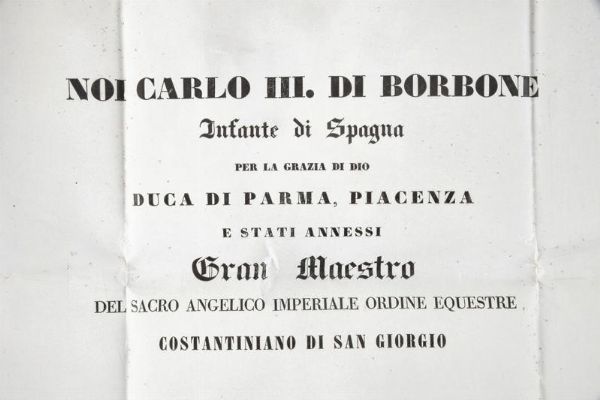 NOI CARLO III. DI BORBONE
Infante di Spagna
PER LA GRAZIA DI DIO
DUCA DI PARMA, PIACENZA
E STATI ANNESSI
Gran Maestro
DEL SACRO ANGELICO IMPERIALE ORDINE EQUESTRE
COSTANTINIANO DI SAN GIORGIO